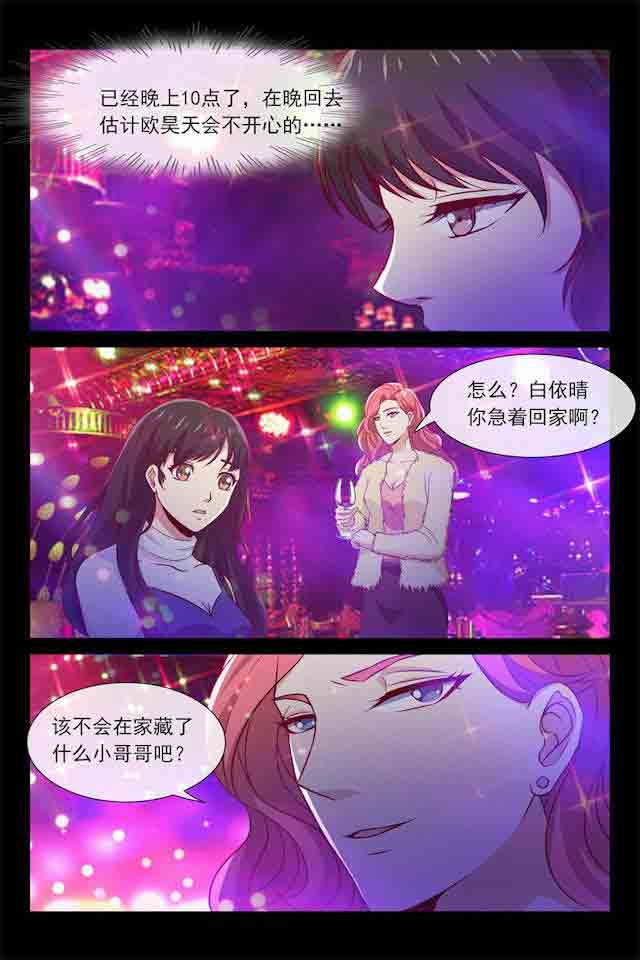 已经晚上10点了，在晚回去
估计欧昊天会不开心的……
怎么？白依晴
你急着回家啊？
该不会在家藏了
什么小哥哥吧？